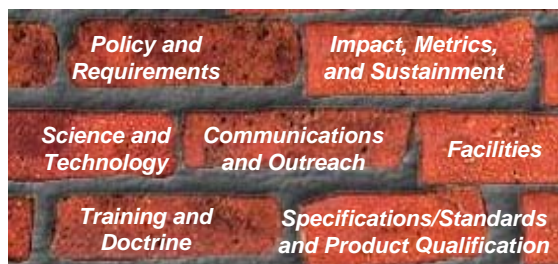 Policy and
Requirements
Impact, Metrics,
and Sustainment
Science and
Technology
Communications
and Outreach
Facilities
Training and
Doctrine
Specifications/Standards
and Product Qualification